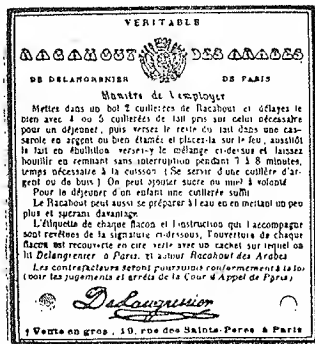 VERITABLE
RACAHOUT DES ARABES
DE DELANGRENIER DE PARIS
Manière de l'employer
Mettes dans un bol 2 cuillerées de Racahout et délayez le
bien avec 4 ou 5 cuillerées de lait pris sur celui nécessaire
pour un déjeuner, puis versez le reste du lait dans une cas-
serole en argent ou bien étamée et placez-la sur le feu, aussitôt
le lait en ébullition versez-y le mélange ci-dessus et laissez
bouillir en remuant sans interruption pendant 7 à 8 minutes,
temps nécessaire à la cuisson (Se servir d'une cuillère d'ar-
gent ou de buis) On peut ajouter sucre ou miel à volonté
Pour le déjeuner d'un enfant une cuillerée suffit
Le Racahout peut aussi se préparer à l'eau en en mettant un peu
plus et sucrant davantage.
L'étiquette de chaque flacon et l'instruction qui l'accompagne
sont revêtues de la signature ci-dessous, l'ouverture de chaque
flacon est recouverte en cire verte avec un cachet sur lequel on
lit Delangrenier à Paris, et autour Racahout des Arabes
Les contrefacteurs seront poursuivis conformément à la loi
(voir les jugements et arrêts de la Cour d'Appel de Paris)
Delangrenier
Vente en gros, 19, rue des Saints-Peres à Paris